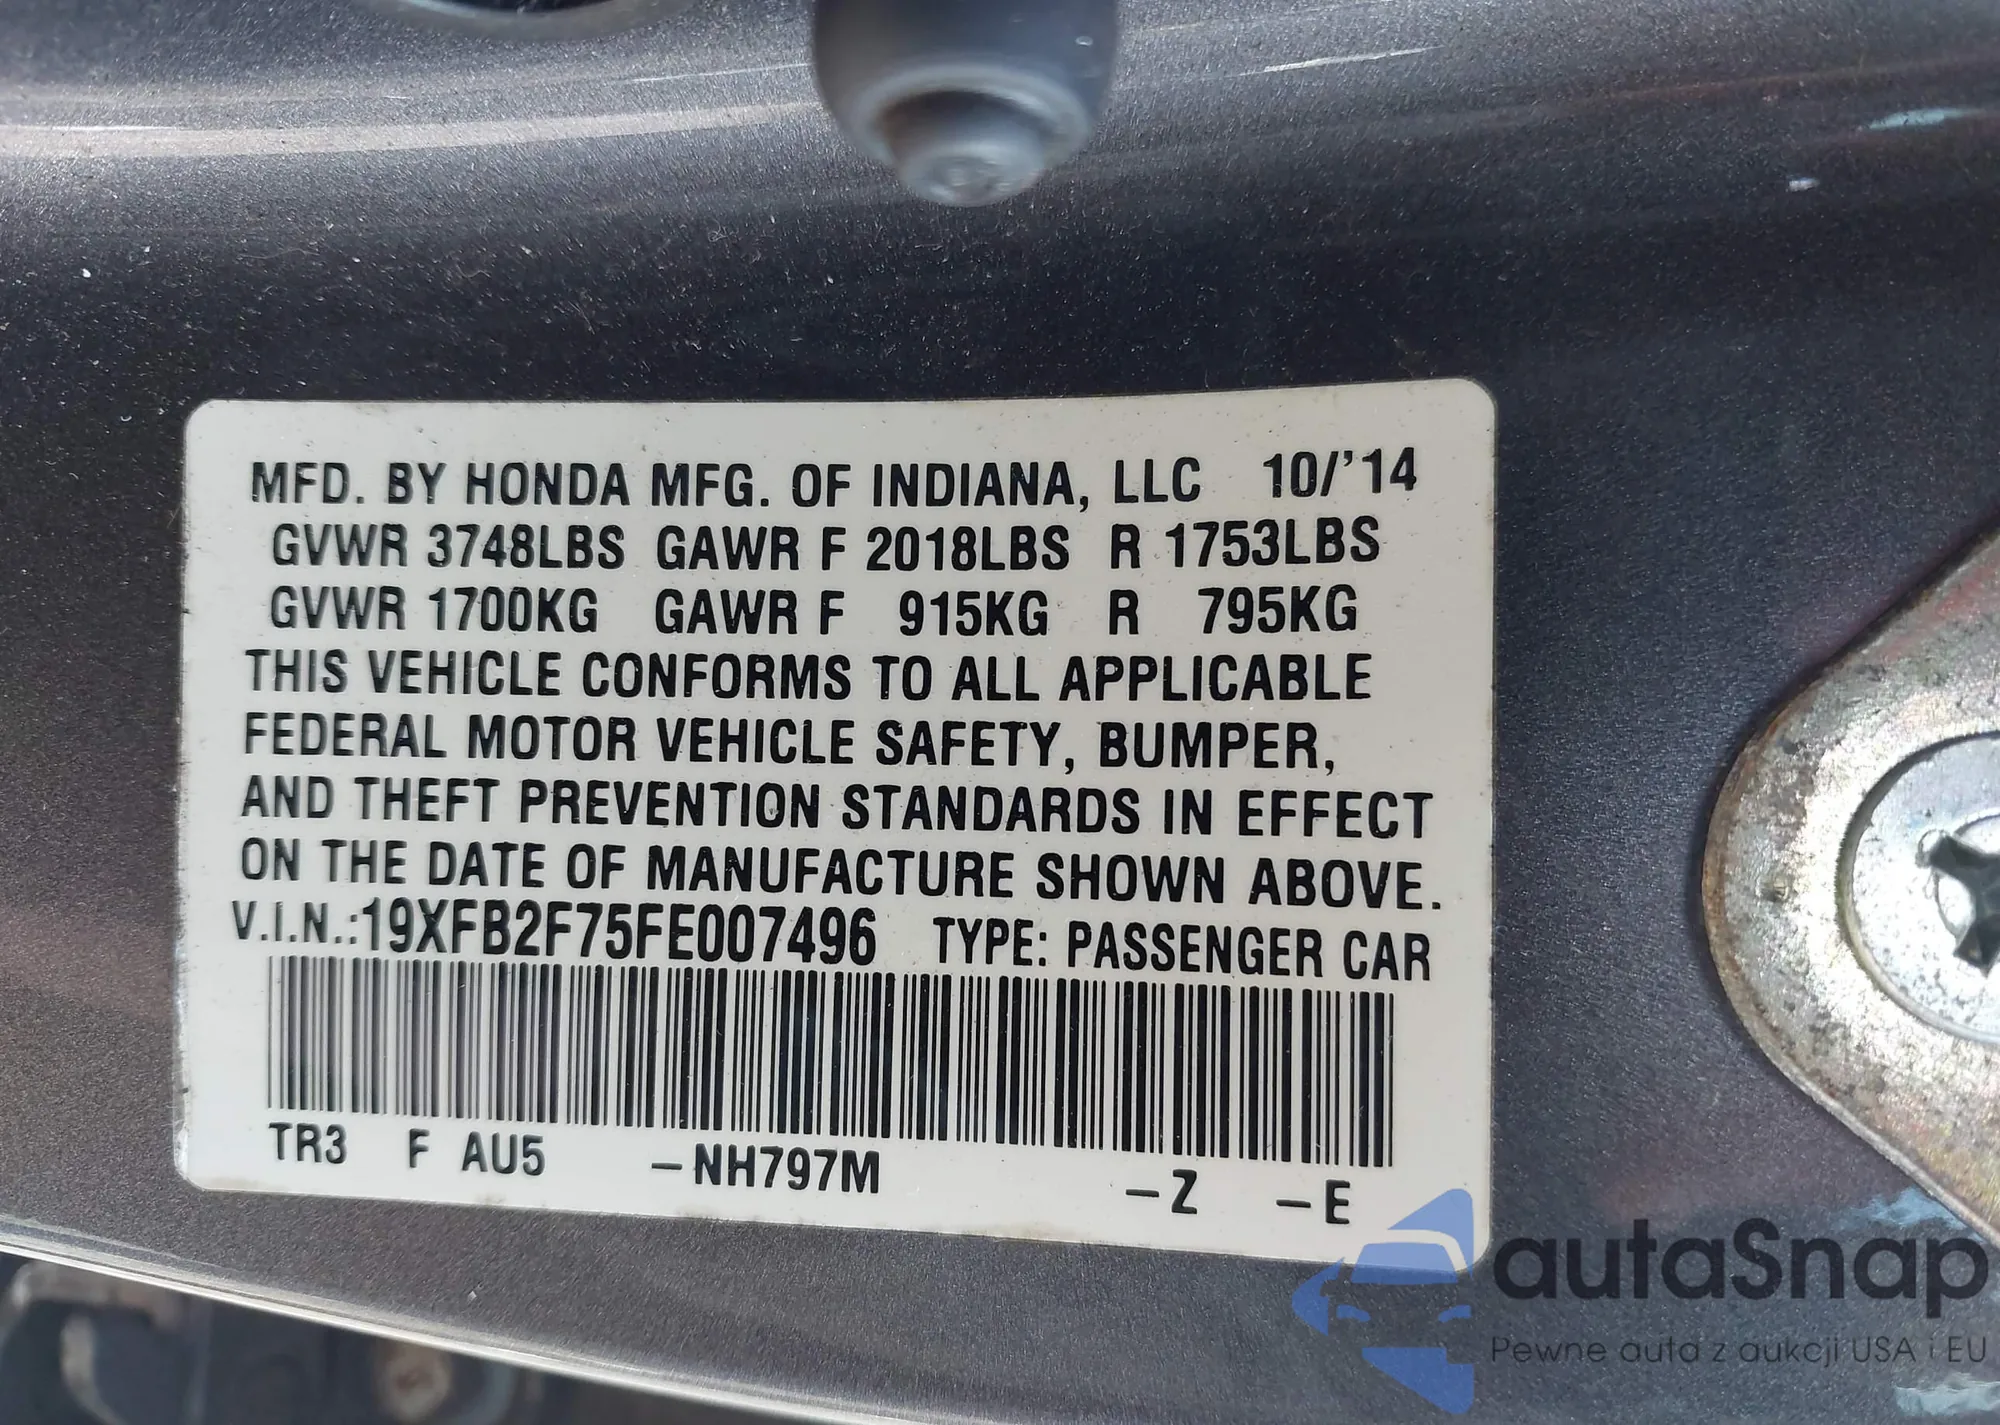 MFD. BY HONDA MFG. OF INDIANA, LLC 10/'14
GVWR 3748LBS GAWR F 2018LBS R 1753LBS
GVWR 1700KG GAWR F 915KG R 795KG
THIS VEHICLE CONFORMS TO ALL APPLICABLE
FEDERAL MOTOR VEHICLE SAFETY, BUMPER,
AND THEFT PREVENTION STANDARDS IN EFFECT
ON THE DATE OF MANUFACTURE SHOWN ABOVE.
V.I.N.:19XFB2F75FE007496 TYPE: PASSENGER CAR
TR3 F AU5 –NH797M –Z –E
autaSnap
Pewne auta z aukcji USA i EU